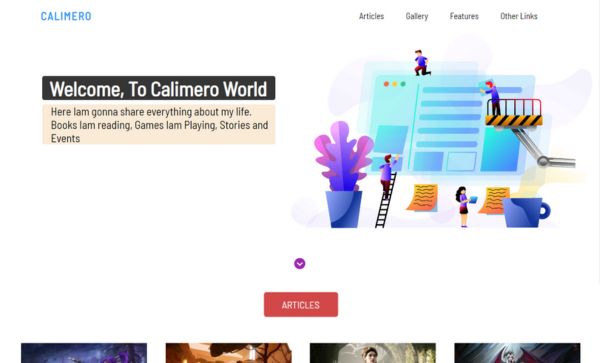 CALIMERO
Articles Gallery Features Other Links
Welcome, To Calimero World
Here Iam gonna share everything about my life.
Books Iam reading, Games Iam Playing, Stories and
Events
ARTICLES